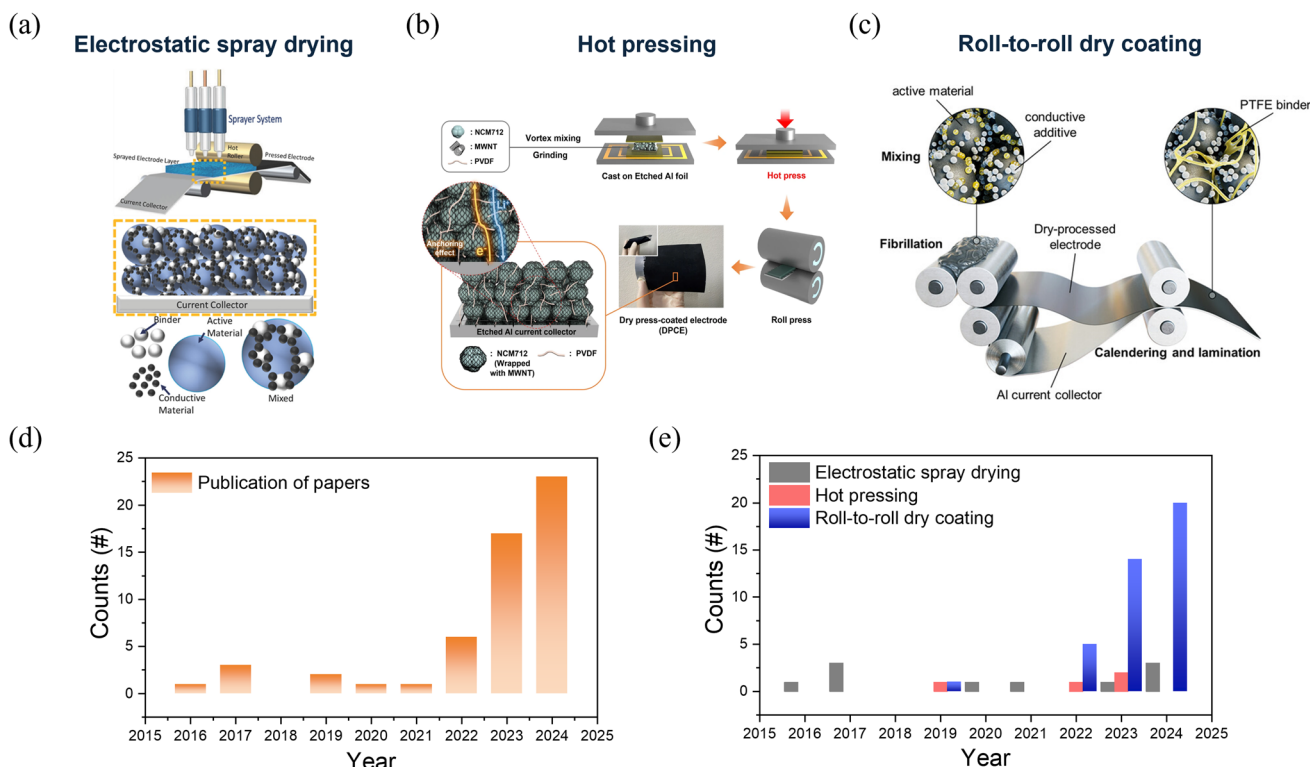 (a)
Electrostatic spray drying
Sprayer System
Hot
Roller
Sprayed Electrode Layer
Pressed Electrode
Current Collector
Current Collector
Binder
Active
Material
Conductive
Material
Mixed
(b)
Hot pressing
: NCM712
: MWNT
: PVDF
Vortex mixing
Grinding
Cast on Etched Al foil
Hot press
Anchoring
effect
e-
Li+
Etched Al current collector
: NCM712
(Wrapped
with MWNT)
: PVDF
Dry press-coated electrode
(DPCE)
Roll press
(c)
Roll-to-roll dry coating
active material
conductive
additive
PTFE binder
Mixing
Fibrillation
Dry-processed
electrode
Calendering and lamination
Al current collector
(d)
Publication of papers
Counts (#)
25
20
15
10
5
0
2015 2016 2017 2018 2019 2020 2021 2022 2023 2024 2025
Year
(e)
Electrostatic spray drying
Hot pressing
Roll-to-roll dry coating
Counts (#)
25
20
15
10
5
0
2015 2016 2017 2018 2019 2020 2021 2022 2023 2024 2025
Year